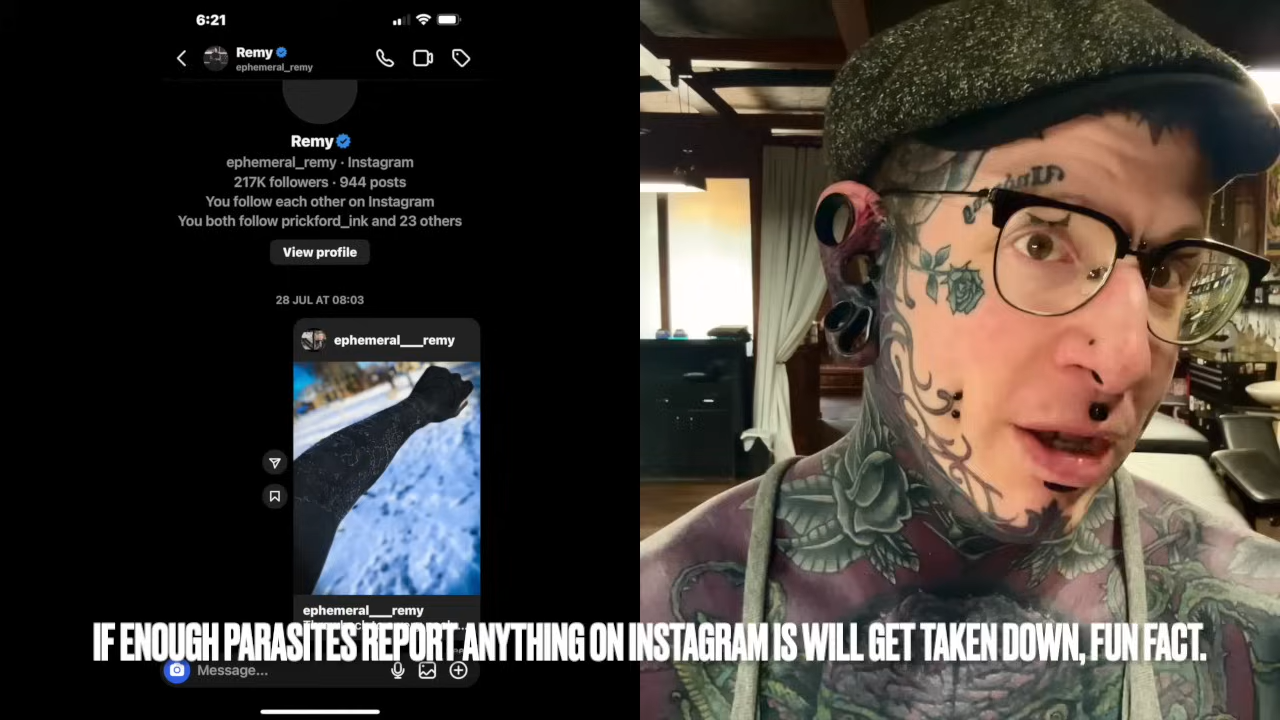 6:21
Remy
ephemeral_remy
Remy
ephemeral_remy · Instagram
217K followers · 944 posts
You follow each other on Instagram
You both follow prickford_ink and 23 others
View profile
28 JUL AT 08:03
ephemeral___remy
ephemeral___remy
IF ENOUGH PARASITES REPORT ANYTHING ON INSTAGRAM IS WILL GET TAKEN DOWN, FUN FACT.
Message...